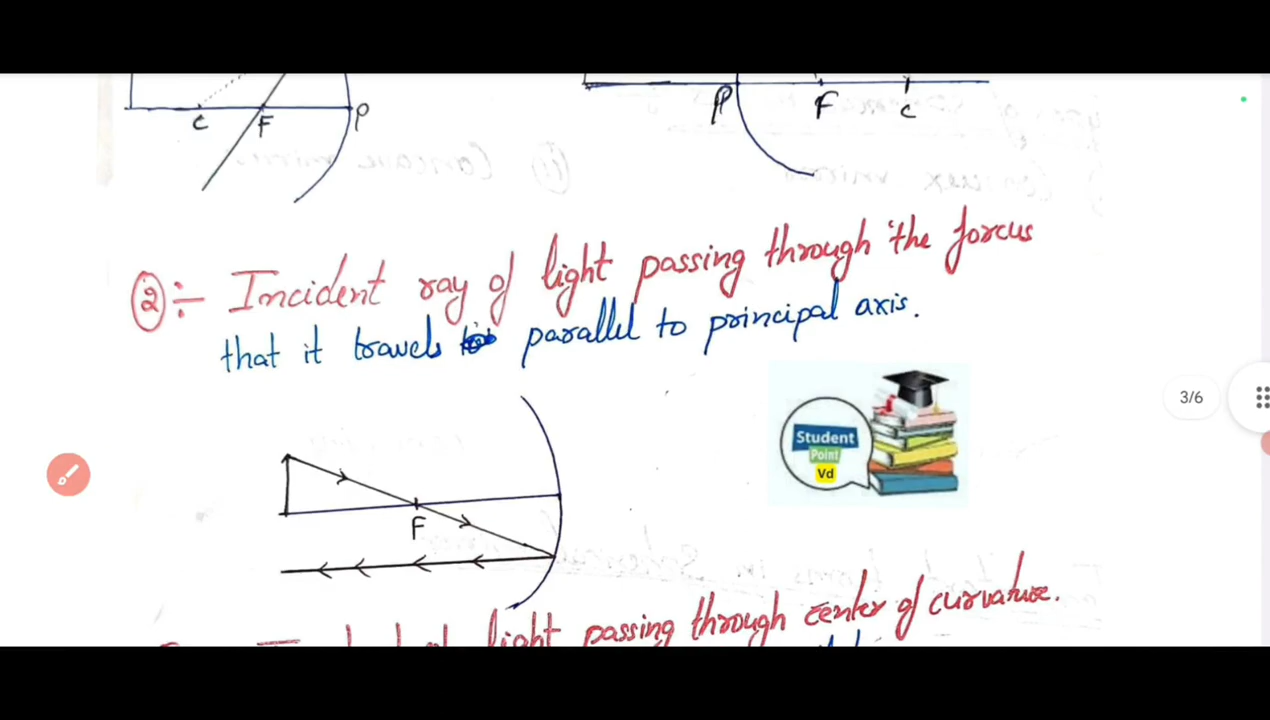 C F P
P F C
② ÷ Incident ray of light passing through the forcus
that it travels parallel to principal axis.
3/6
Student
Point
Vd
F
light passing through center of curvature.